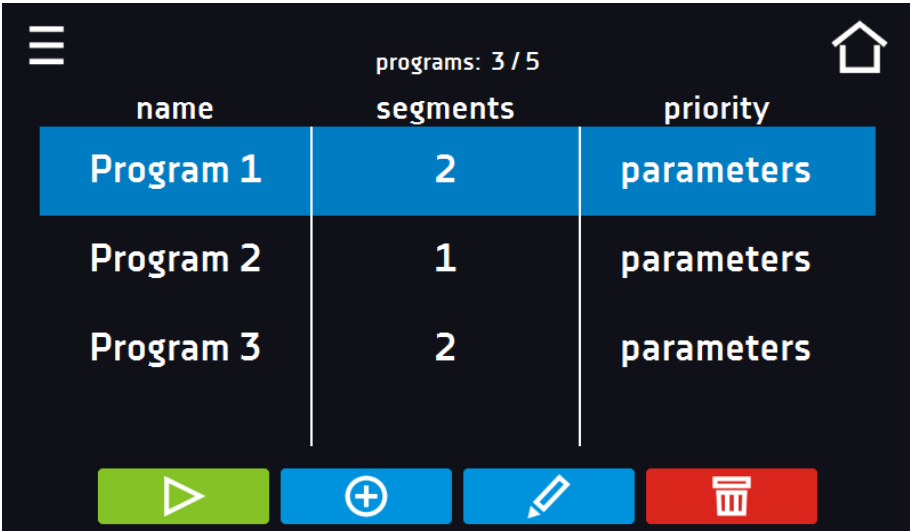 programs: 3 / 5
name segments priority
Program 1 2 parameters
Program 2 1 parameters
Program 3 2 parameters